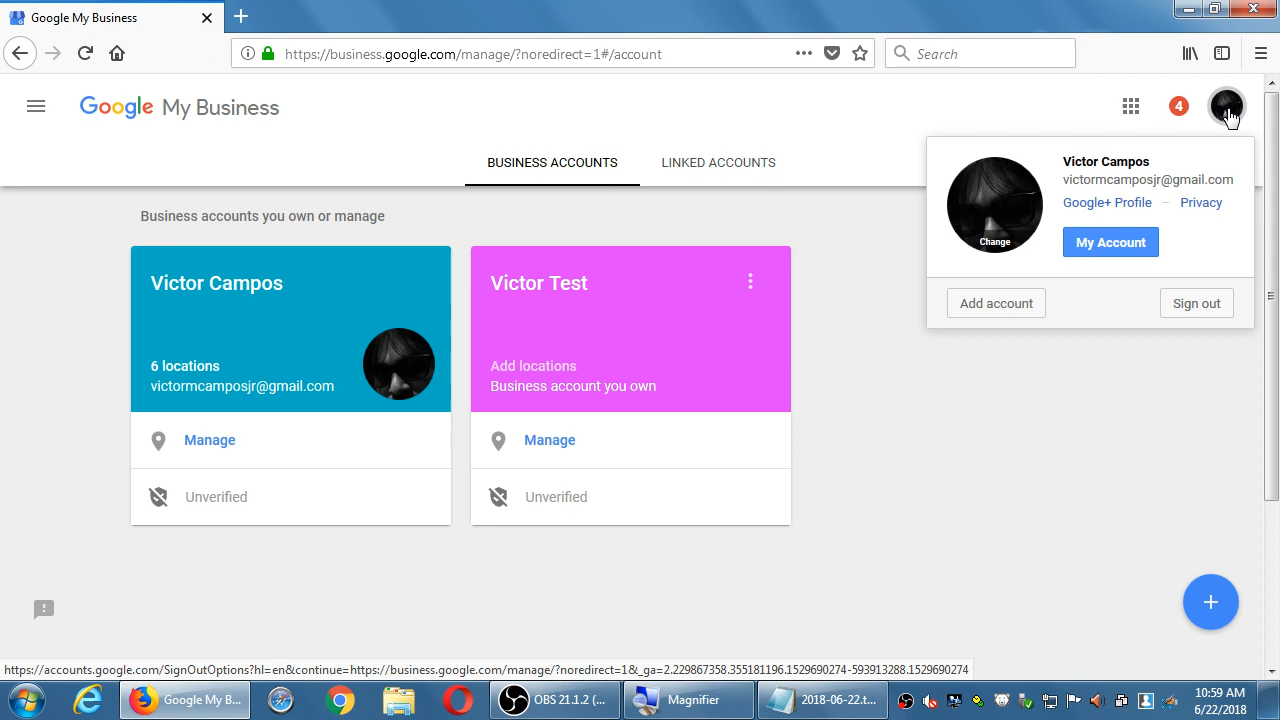 Google My Business
https://business.google.com/manage/?noredirect=1#/account
Search
Google My Business
4
BUSINESS ACCOUNTS
LINKED ACCOUNTS
Victor Campos
victormcamposjr@gmail.com
Google+ Profile – Privacy
Change
My Account
Add account
Sign out
Business accounts you own or manage
Victor Campos
6 locations
victormcamposjr@gmail.com
Manage
Unverified
Victor Test
Add locations
Business account you own
Manage
Unverified
+
https://accounts.google.com/SignOutOptions?hl=en&continue=https://business.google.com/manage/?noredirect=1&_ga=2.229867358.355181196.1529690274-593913288.1529690274
Google My B...
OBS 21.1.2 (...
Magnifier
2018-06-22.t...
10:59 AM
6/22/2018